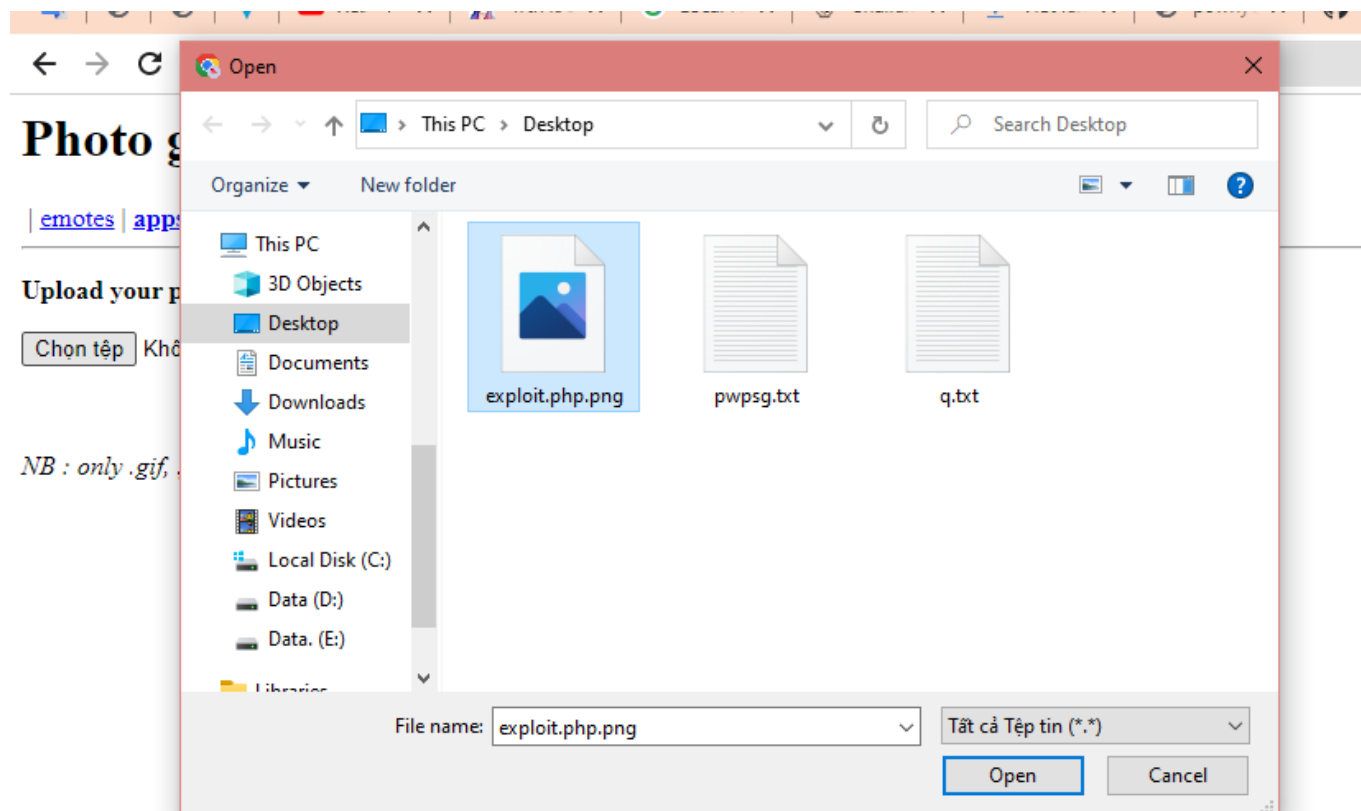 Open
This PC > Desktop
Search Desktop
Photo g
Organize
New folder
| emotes | apps
This PC
3D Objects
Upload your p
Desktop
Chọn tệp Khô
Documents
Downloads
Music
NB : only .gif,
Pictures
Videos
Local Disk (C:)
Data (D:)
Data. (E:)
Libraries
exploit.php.png
pwpsg.txt
q.txt
File name: exploit.php.png
Tất cả Tệp tin (*.*)
Open
Cancel